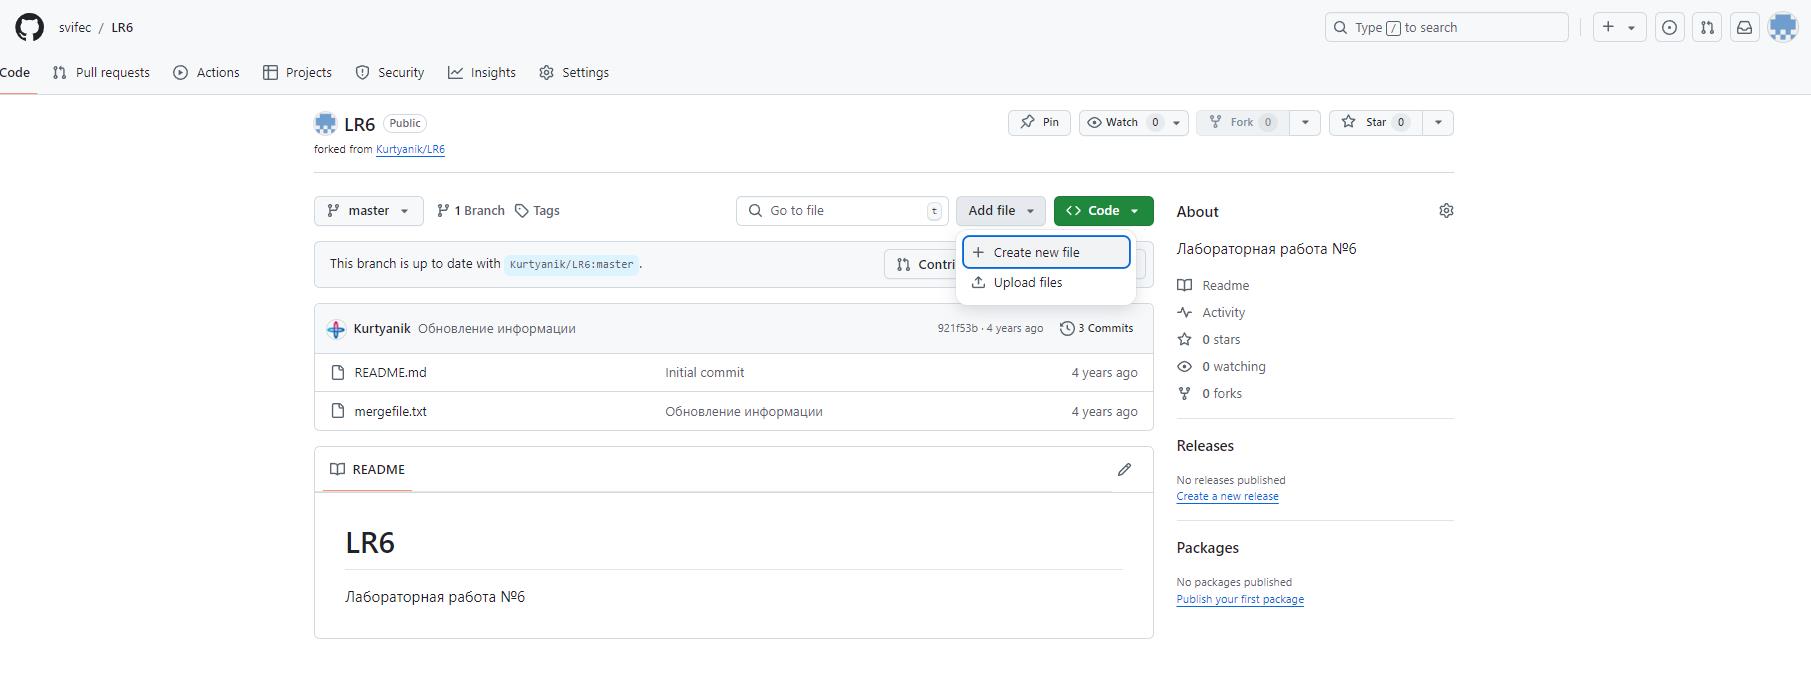 svifec / LR6
Type / to search
Code Pull requests Actions Projects Security Insights Settings
LR6 Public
Pin Watch 0 Fork 0 Star 0
forked from Kurtyanik/LR6
master 1 Branch Tags
Go to file t Add file Code
Create new file
Upload files
This branch is up to date with Kurtyanik/LR6:master .
Contri
Kurtyanik Обновление информации 921f53b · 4 years ago 3 Commits
README.md Initial commit 4 years ago
mergefile.txt Обновление информации 4 years ago
README
LR6
Лабораторная работа №6
About
Лабораторная работа №6
Readme
Activity
0 stars
0 watching
0 forks
Releases
No releases published
Create a new release
Packages
No packages published
Publish your first package